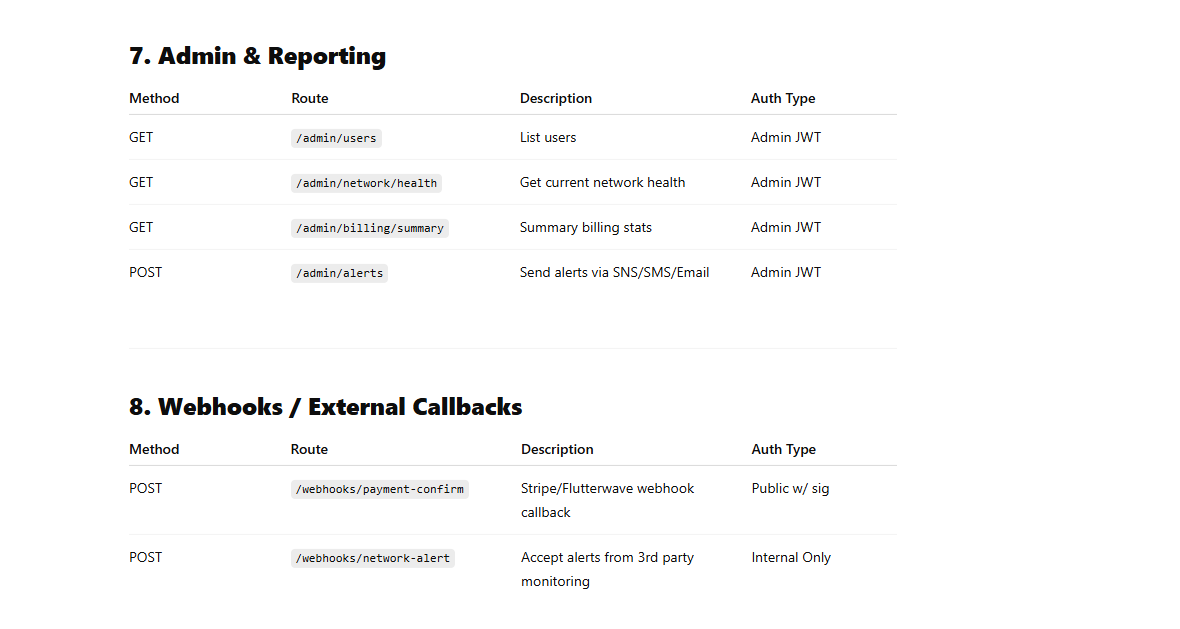 7. Admin & Reporting
Method Route Description Auth Type
GET /admin/users List users Admin JWT
GET /admin/network/health Get current network health Admin JWT
GET /admin/billing/summary Summary billing stats Admin JWT
POST /admin/alerts Send alerts via SNS/SMS/Email Admin JWT
8. Webhooks / External Callbacks
Method Route Description Auth Type
POST /webhooks/payment-confirm Stripe/Flutterwave webhook Public w/ sig
callback
POST /webhooks/network-alert Accept alerts from 3rd party Internal Only
monitoring